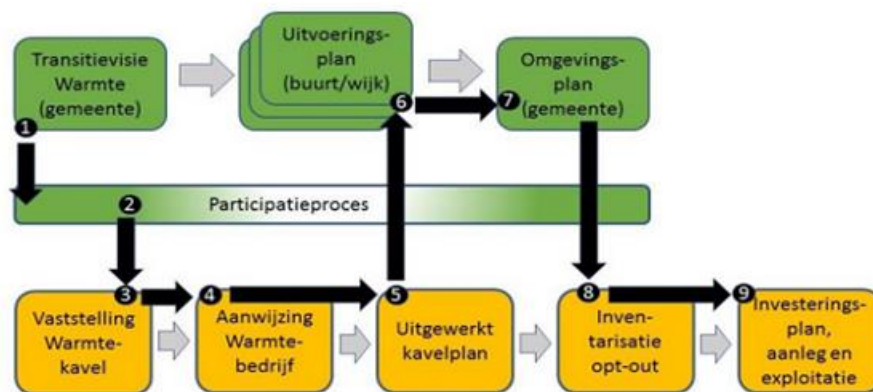 Transitievisie
Warmte
(gemeente)
1
Uitvoerings-
plan
(buurt/wijk)
6
Omgevings-
plan
(gemeente)
7
2
Participatieproces
3
Vaststelling
Warmte-
kavel
4
Aanwijzing
Warmte-
bedrijf
5
Uitgewerkt
kavelplan
8
Inven-
tarisatie
opt-out
9
Investerings-
plan,
aanleg en
exploitatie